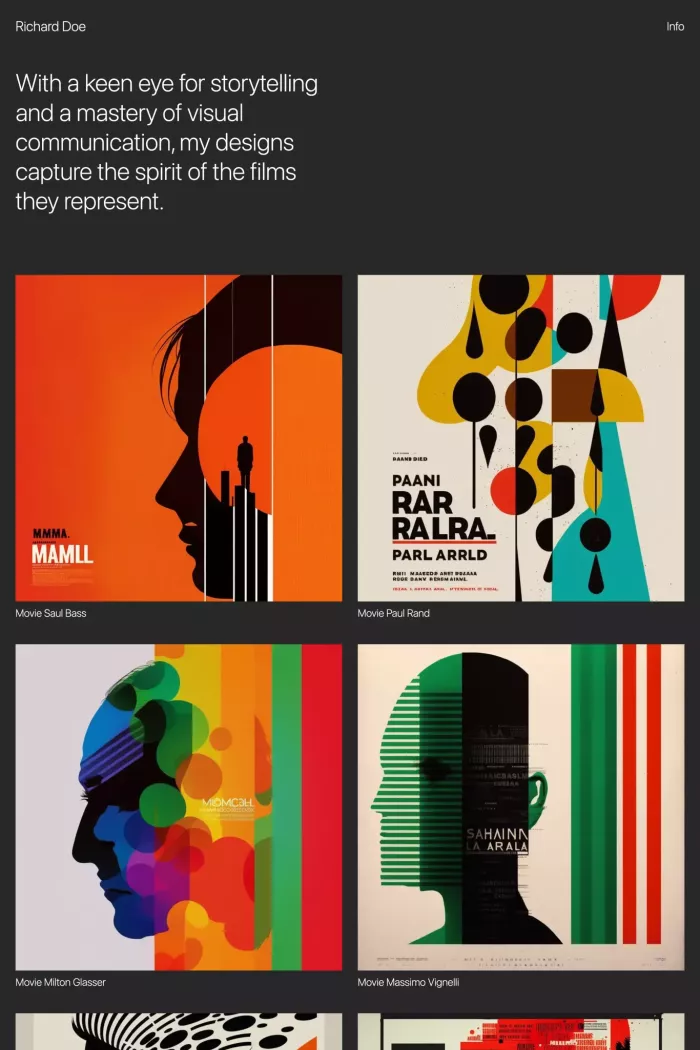 Richard Doe
Info
With a keen eye for storytelling
and a mastery of visual
communication, my designs
capture the spirit of the films
they represent.
MMMA.
MAMLL
PAANI
RAR
RALRA.
PARL ARRLD
Movie Saul Bass
Movie Paul Rand
SAHAINN
LA ARALA
Movie Milton Glasser
Movie Massimo Vignelli